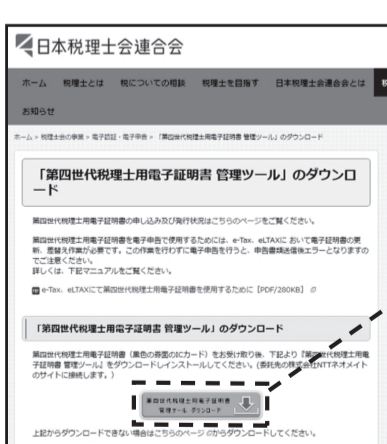 日本税理士会連合会
ホーム 税理士とは 税についての相談 税理士を目指す 日本税理士会連合会とは 税
お知らせ
ホーム > 税理士会の事業 > 電子認証・電子申告 > 「第四世代税理士用電子証明書 管理ツール」のダウンロード
「第四世代税理士用電子証明書 管理ツール」のダウンロ
ード
第四世代税理士用電子証明書の申し込み及び発行状況はこちらのページをご覧ください。
第四世代税理士用電子証明書を電子申告で使用するためには、e-Tax、eLTAXに おいて電子証明書の更
新、差替え作業が必要です。この作業を行わずに電子申告を行うと、申告書類送信後エラーとなりますの
でご注意ください。
詳しくは、下記マニュアルをご覧ください。
e-Tax、eLTAXにて第四世代税理士用電子証明書を使用するために [PDF/280KB]
「第四世代税理士用電子証明書 管理ツール」のダウンロード
第四世代税理士用電子証明書（黒色の券面のICカード）をお受け取り後、下記より『第四世代税理士用電
子証明書 管理ツール』をダウンロードしインストールしてください。(委託先の株式会社NTTネオメイト
のサイトに接続します。)
第四世代税理士用電子証明書
管理ツール ダウンロード
上記からダウンロードできない場合はこちらのページ からダウンロードしてください。